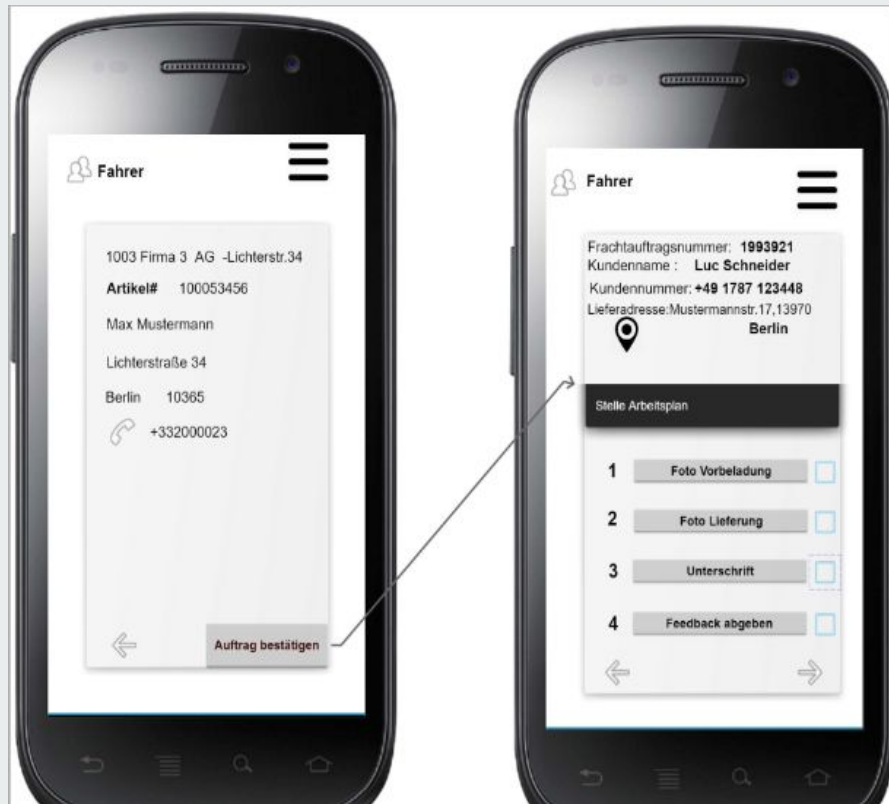 Fahrer
1003 Firma 3 AG -Lichterstr.34
Artikel# 100053456
Max Mustermann
Lichterstraße 34
Berlin 10365
+332000023
Auftrag bestätigen
Fahrer
Frachtauftragsnummer: 1993921
Kundenname : Luc Schneider
Kundennummer: +49 1787 123448
Lieferadresse:Mustermannstr.17,13970
Berlin
Stelle Arbeitsplan
1 Foto Vorbeladung
2 Foto Lieferung
3 Unterschrift
4 Feedback abgeben